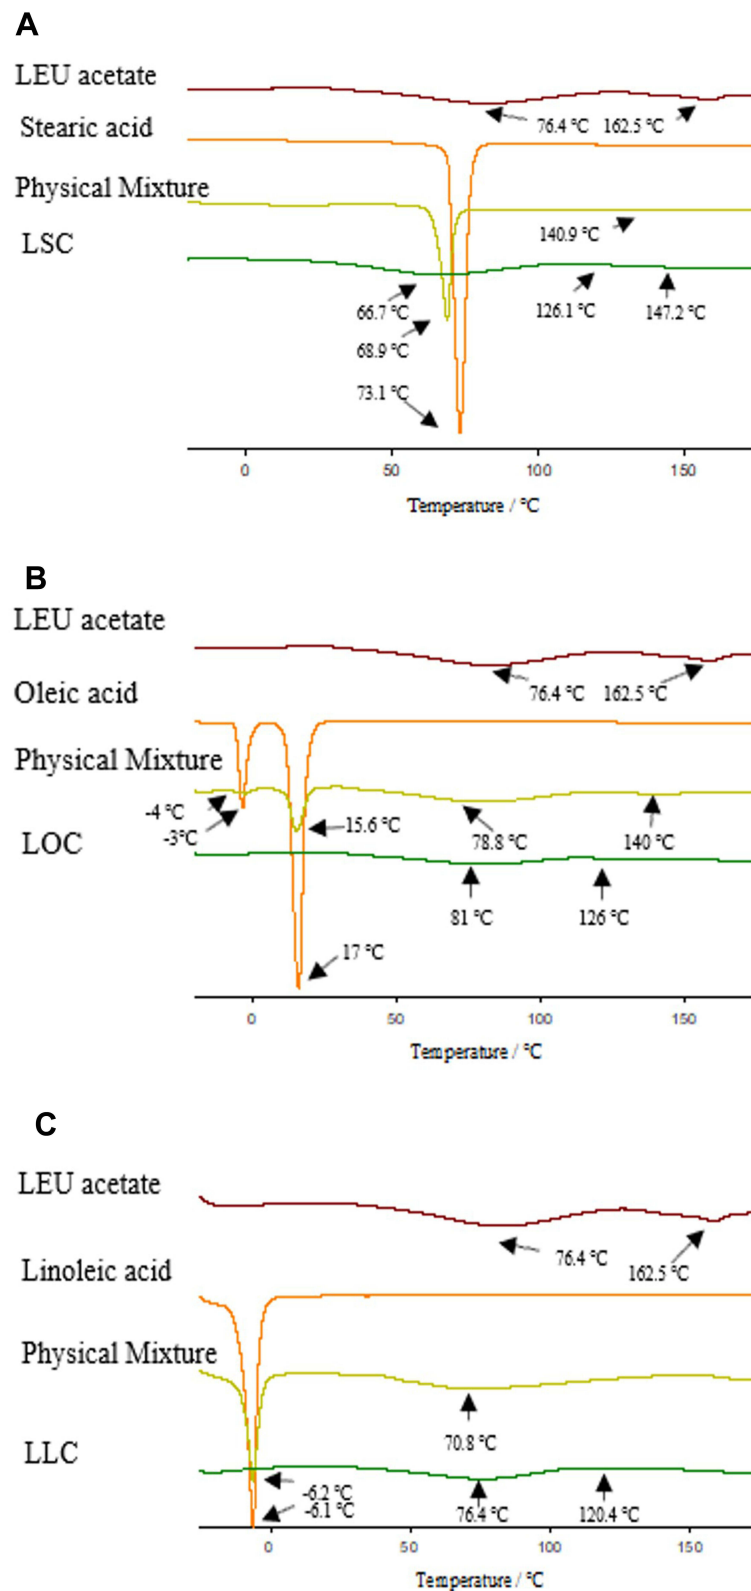 A
LEU acetate
76.4 °C 162.5 °C
Stearic acid
Physical Mixture
140.9 °C
LSC
66.7 °C
126.1 °C 147.2 °C
68.9 °C
73.1 °C
0 50 100 150
Temperature / °C
B
LEU acetate
76.4 °C 162.5 °C
Oleic acid
Physical Mixture
-4 °C
-3°C
15.6 °C
78.8 °C 140 °C
LOC
81 °C 126 °C
17 °C
0 50 100 150
Temperature / °C
C
LEU acetate
76.4 °C
162.5 °C
Linoleic acid
Physical Mixture
70.8 °C
LLC
-6.2 °C
-6.1 °C
76.4 °C 120.4 °C
0 50 100 150
Temperature / °C